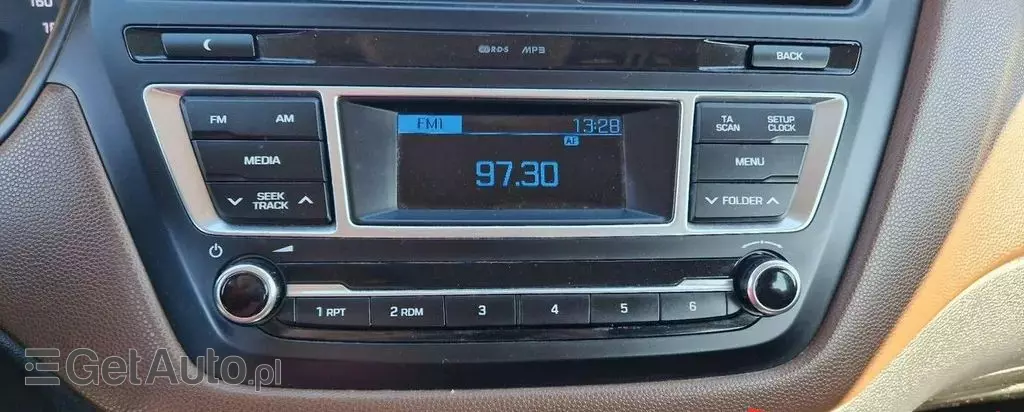 160
RDS MP3
BACK
FM AM
MEDIA
SEEK
TRACK
FM1 13:28
AF
97.30
TA
SCAN
SETUP
CLOCK
MENU
FOLDER
1 RPT 2 RDM 3 4 5 6
GetAuto.pl